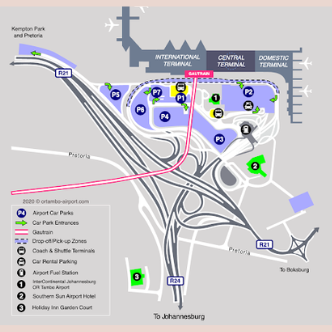 Kempton Park
and Pretoria
INTERNATIONAL
TERMINAL
CENTRAL
TERMINAL
DOMESTIC
TERMINAL
GAUTRAIN
R21
P5
P7
P1
P2
P6
P4
1
P3
Pretoria
2
2020 © ortambo-airport.com
P4 Airport Car Parks
Car Park Entrances
Gautrain
Drop-off/Pick-up Zones
Coach & Shuttle Terminals
Car Rental Parking
Airport Fuel Station
1 InterContinental Johannesburg
OR Tambo Airport
2 Southern Sun Airport Hotel
3 Holiday Inn Garden Court
3
Pretoria
R21
To Boksburg
R24
To Johannesburg